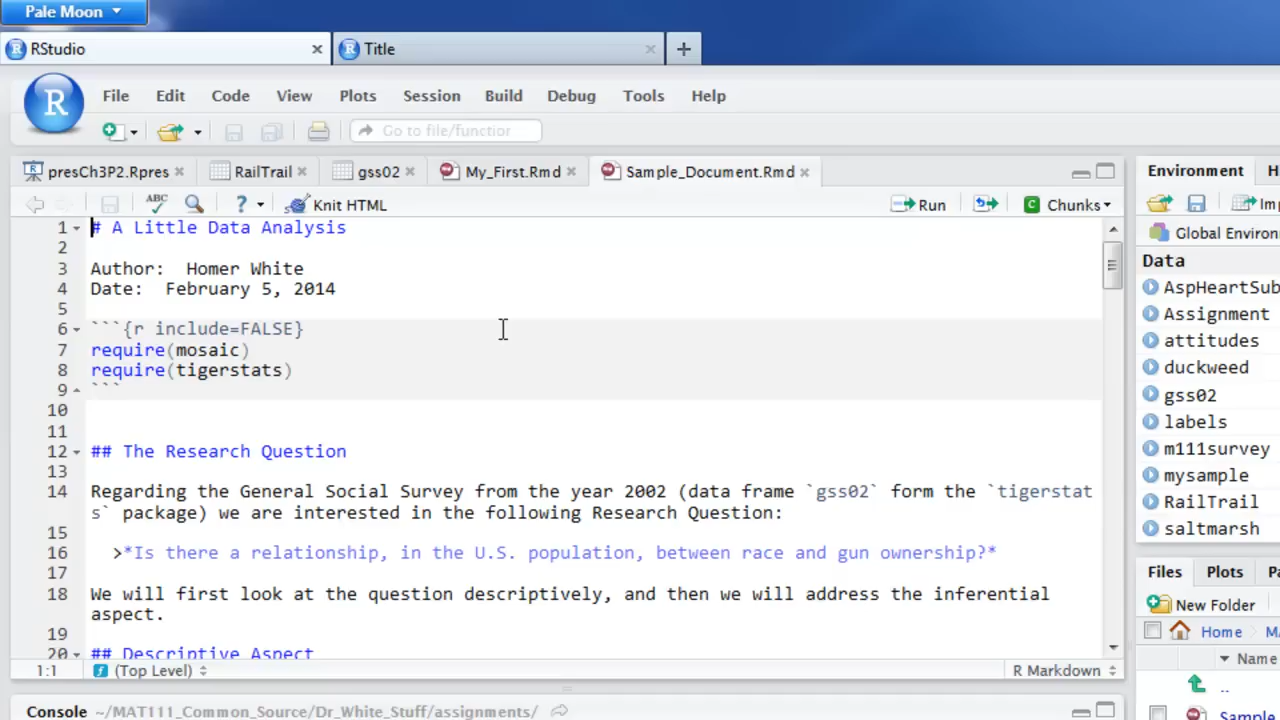 Pale Moon
RStudio
Title
File Edit Code View Plots Session Build Debug Tools Help
Go to file/function
presCh3P2.Rpres RailTrail gss02 My_First.Rmd Sample_Document.Rmd
ABC ? Knit HTML Run Chunks
1 # A Little Data Analysis
2
3 Author:  Homer White
4 Date:  February 5, 2014
5
6 ```{r include=FALSE}
7 require(mosaic)
8 require(tigerstats)
9 ```
10
11
12 ## The Research Question
13
14 Regarding the General Social Survey from the year 2002 (data frame `gss02` form the `tigerstat
s` package) we are interested in the following Research Question:
15
16 >*Is there a relationship, in the U.S. population, between race and gun ownership?*
17
18 We will first look at the question descriptively, and then we will address the inferential
aspect.
19
20 ## Descriptive Aspect
1:1 (Top Level) R Markdown
Console ~/MAT111_Common_Source/Dr_White_Stuff/assignments/
Environment H
Imp
Global Environ
Data
AspHeartSub
Assignment
attitudes
duckweed
gss02
labels
m111survey
mysample
RailTrail
saltmarsh
Files Plots Pa
New Folder
Home MA
Name
..
Sample